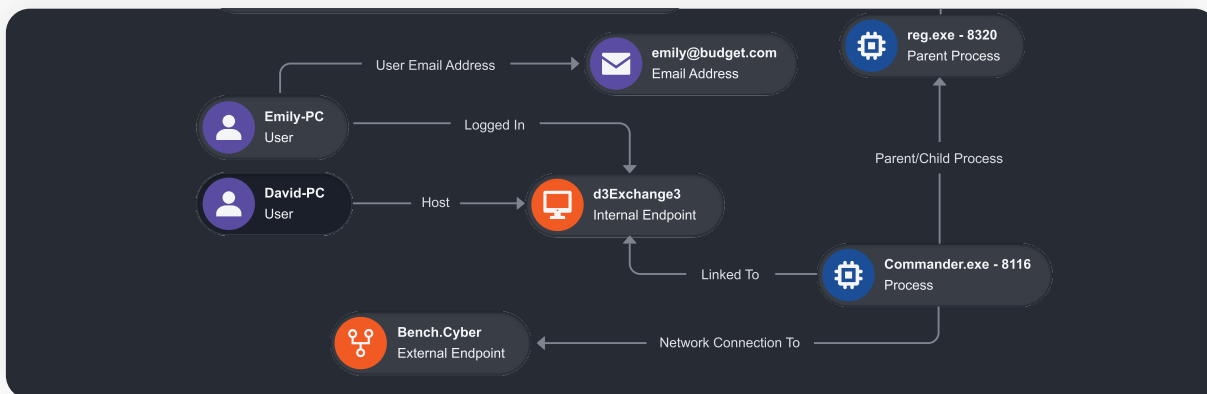 reg.exe - 8320
Parent Process
emily@budget.com
Email Address
User Email Address
Emily-PC
User
Logged In
Parent/Child Process
David-PC
User
Host
d3Exchange3
Internal Endpoint
Linked To
Commander.exe - 8116
Process
Bench.Cyber
External Endpoint
Network Connection To